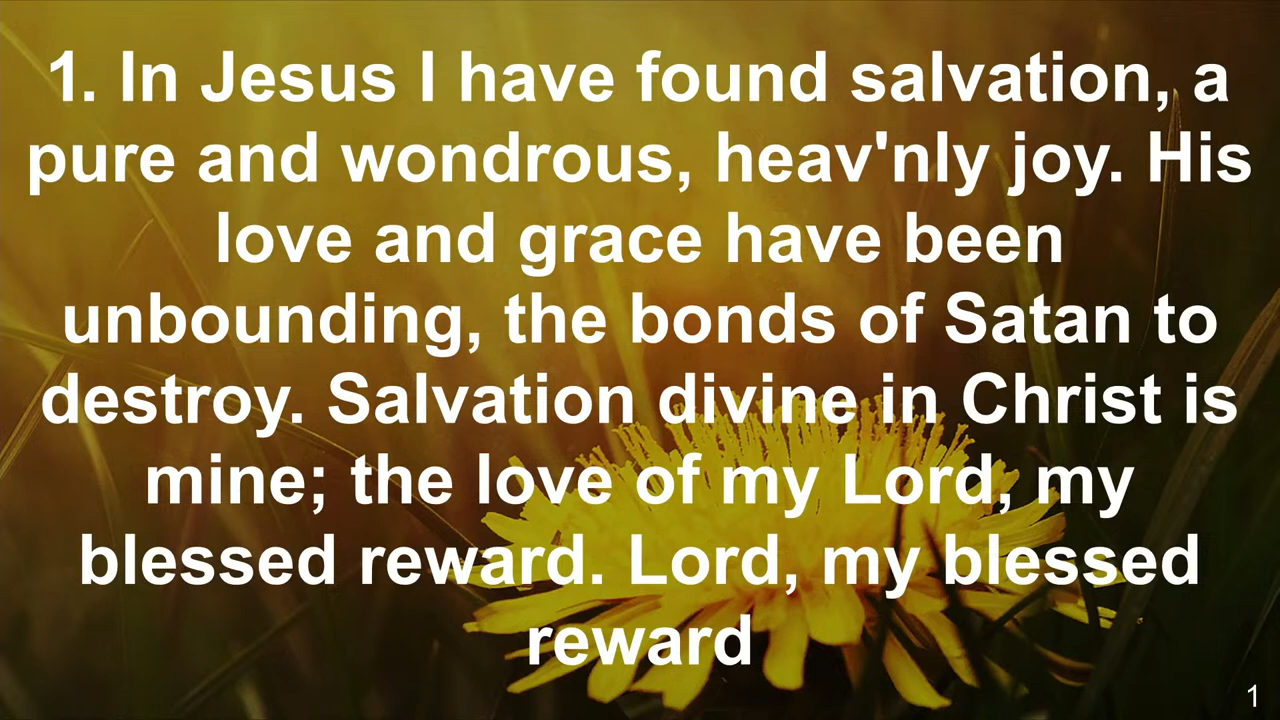 1. In Jesus I have found salvation, a
pure and wondrous, heav'nly joy. His
love and grace have been
unbounding, the bonds of Satan to
destroy. Salvation divine in Christ is
mine; the love of my Lord, my
blessed reward. Lord, my blessed
reward
1